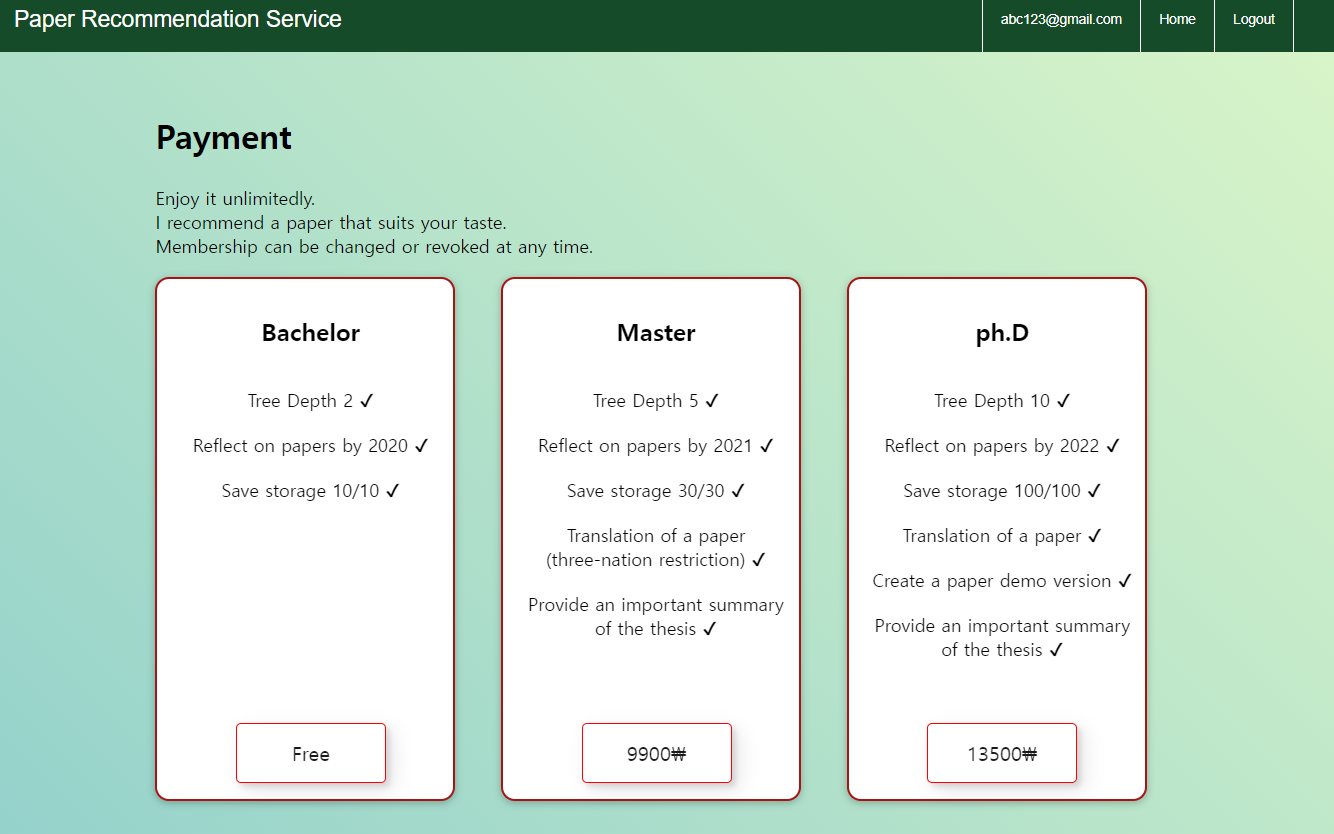 Paper Recommendation Service
abc123@gmail.com
Home
Logout
Payment
Enjoy it unlimitedly.
I recommend a paper that suits your taste.
Membership can be changed or revoked at any time.
Bachelor
Tree Depth 2 ✓
Reflect on papers by 2020 ✓
Save storage 10/10 ✓
Free
Master
Tree Depth 5 ✓
Reflect on papers by 2021 ✓
Save storage 30/30 ✓
Translation of a paper
(three-nation restriction) ✓
Provide an important summary
of the thesis ✓
9900₩
ph.D
Tree Depth 10 ✓
Reflect on papers by 2022 ✓
Save storage 100/100 ✓
Translation of a paper ✓
Create a paper demo version ✓
Provide an important summary
of the thesis ✓
13500₩